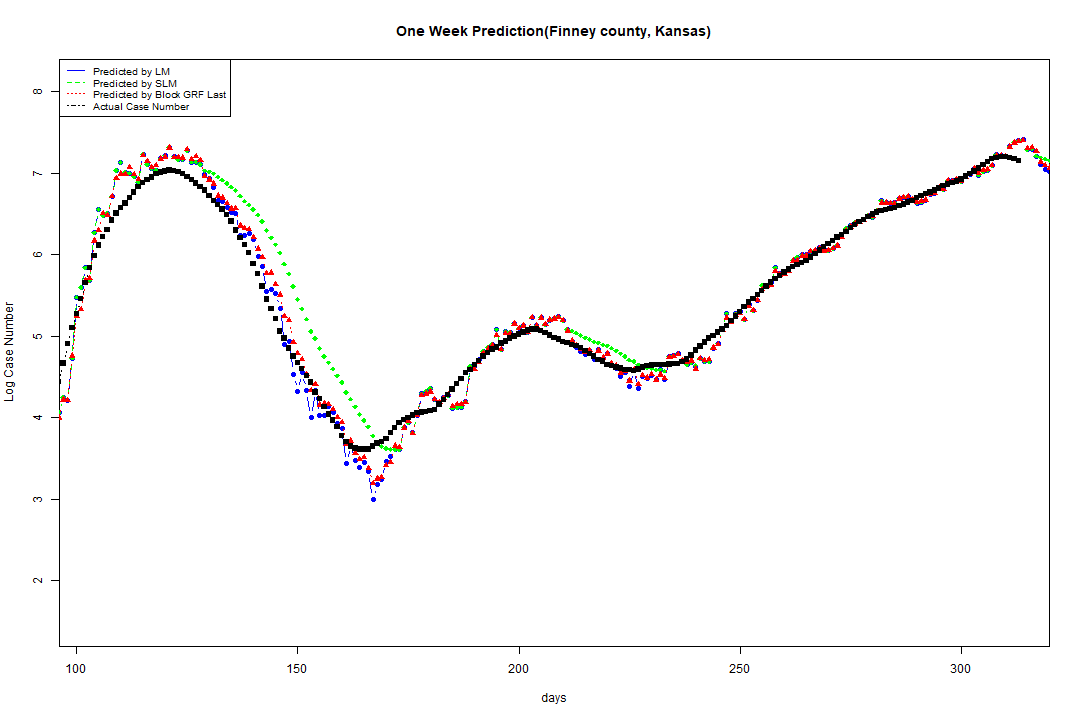 One Week Prediction(Finney county, Kansas)
Predicted by LM
Predicted by SLM
Predicted by Block GRF Last
Actual Case Number
8
7
6
5
4
3
2
Log Case Number
100 150 200 250 300
days